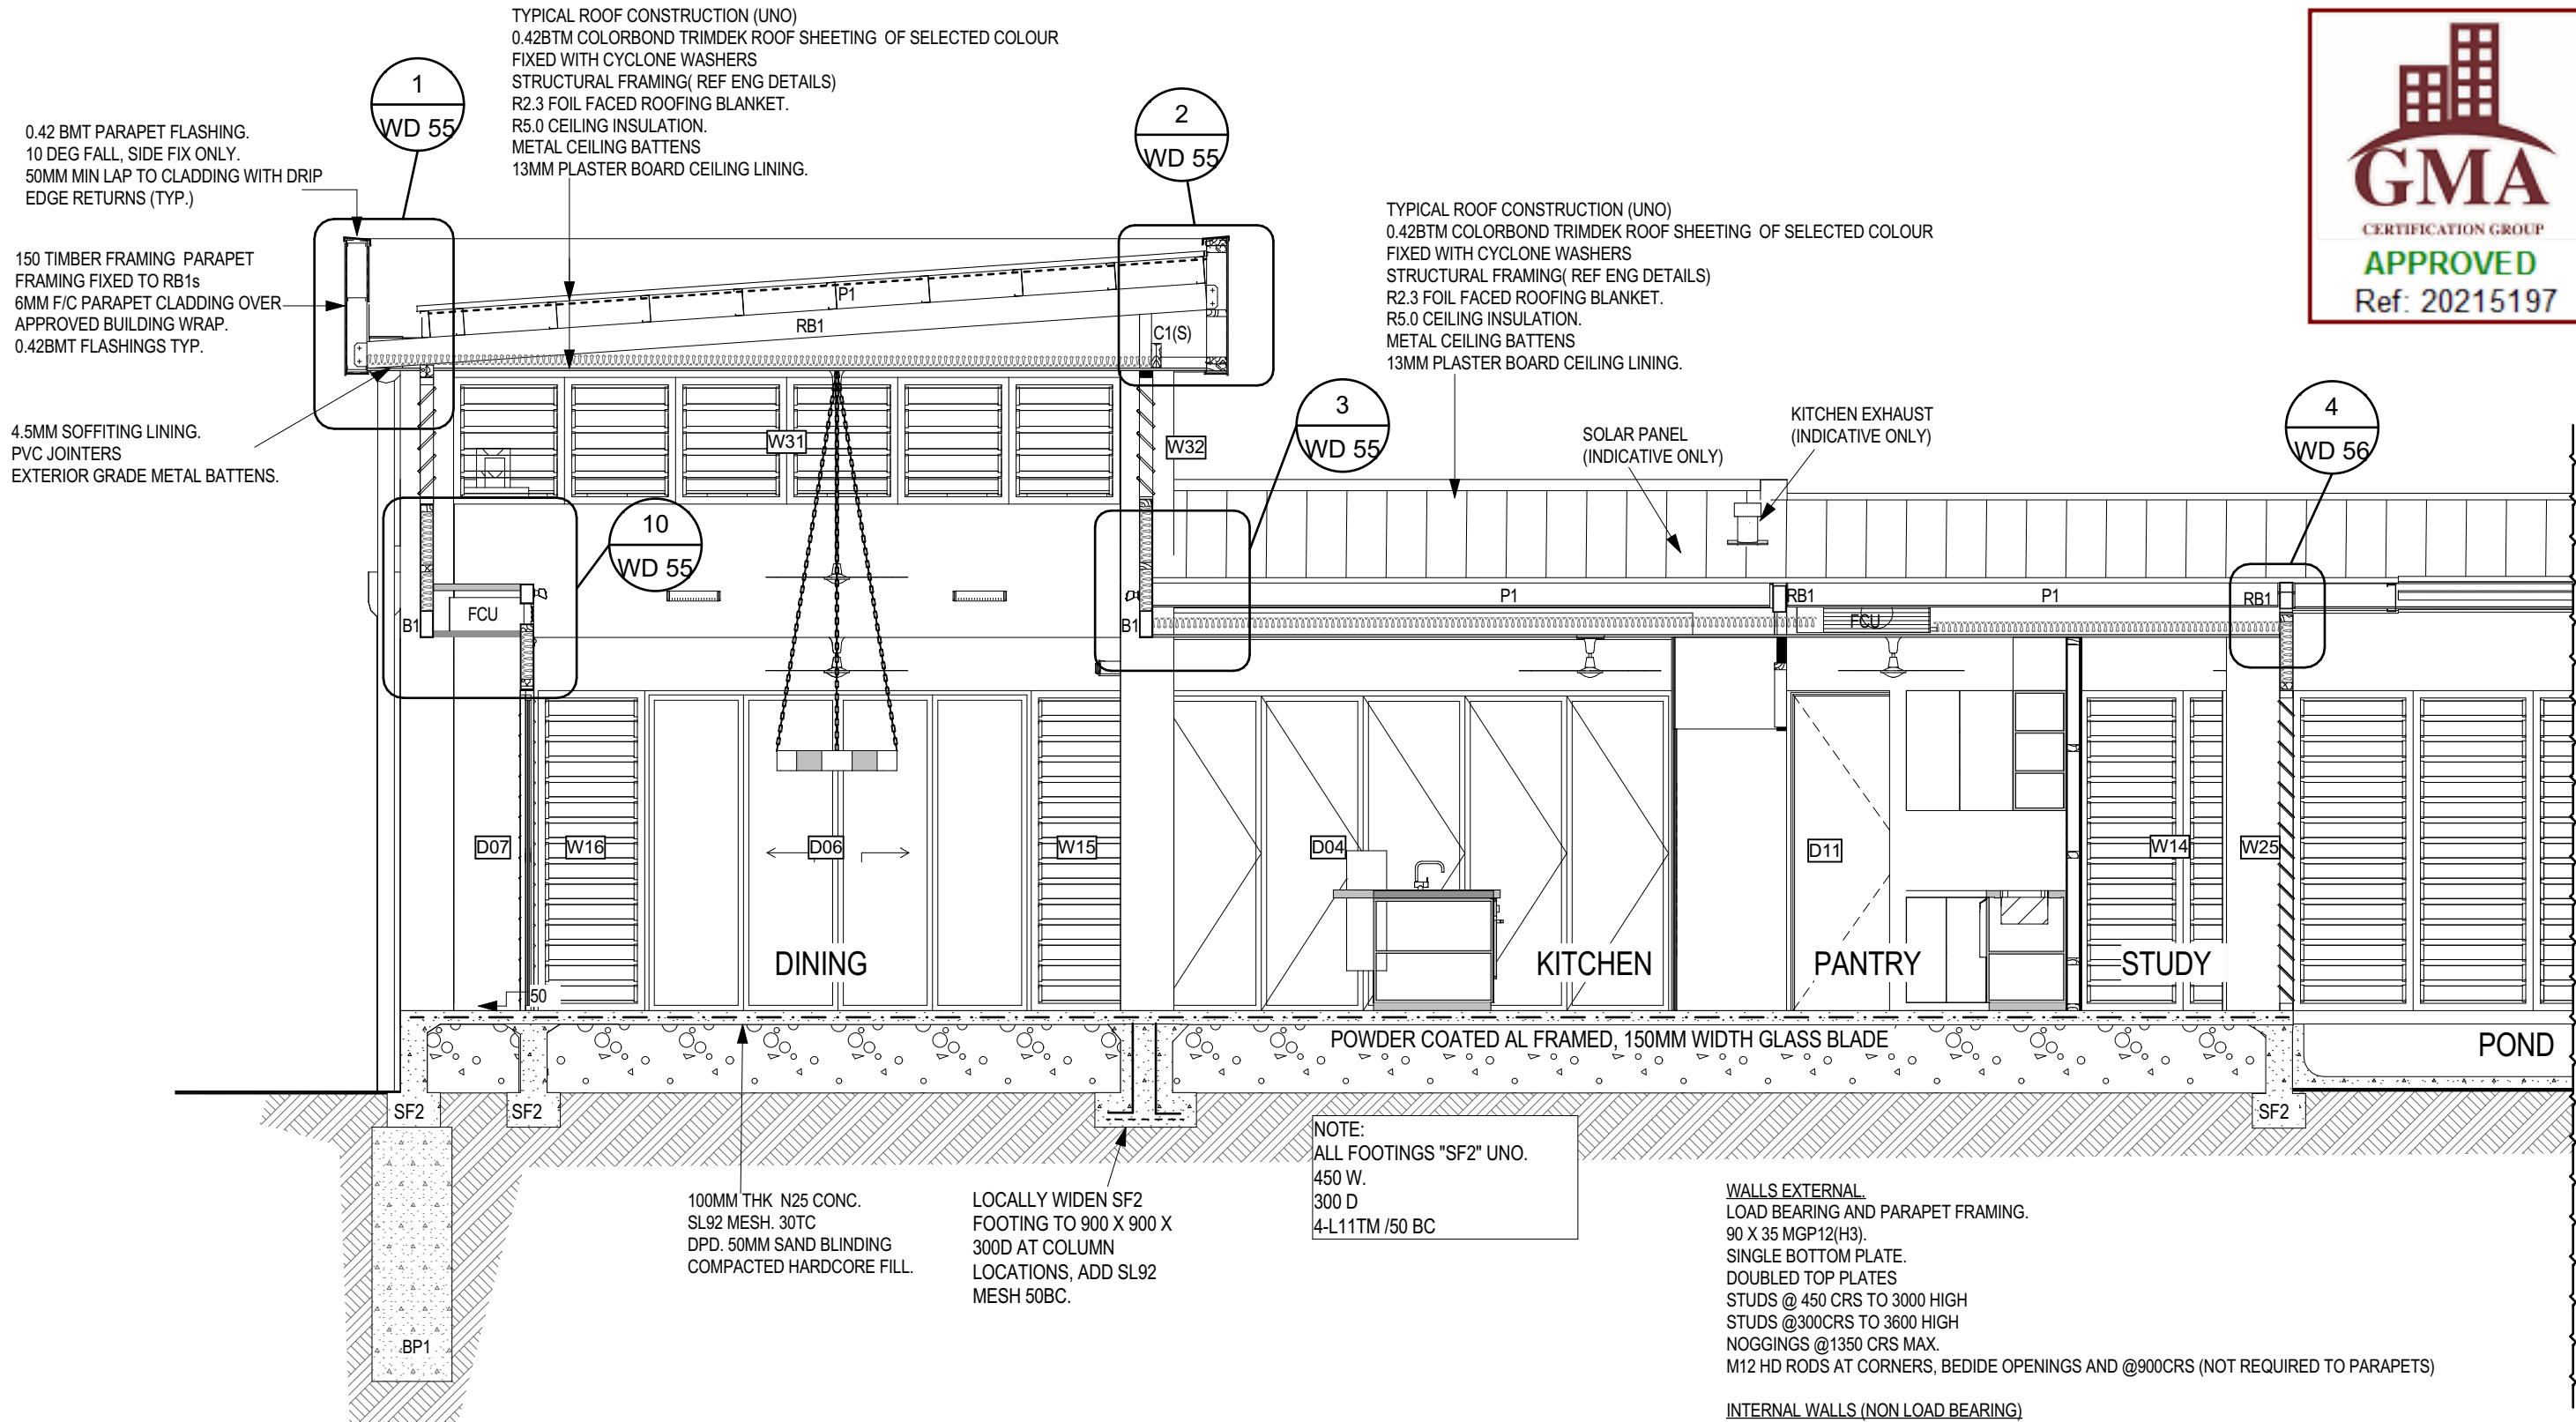 TYPICAL ROOF CONSTRUCTION (UNO)
0.42BTM COLORBOND TRIMDEK ROOF SHEETING OF SELECTED COLOUR
FIXED WITH CYCLONE WASHERS
STRUCTURAL FRAMING( REF ENG DETAILS)
R2.3 FOIL FACED ROOFING BLANKET.
R5.0 CEILING INSULATION.
METAL CEILING BATTENS
13MM PLASTER BOARD CEILING LINING.
1
WD 55
2
WD 55
GMA
CERTIFICATION GROUP
APPROVED
Ref: 20215197
0.42 BMT PARAPET FLASHING.
10 DEG FALL, SIDE FIX ONLY.
50MM MIN LAP TO CLADDING WITH DRIP
EDGE RETURNS (TYP.)
150 TIMBER FRAMING PARAPET
FRAMING FIXED TO RB1s
6MM F/C PARAPET CLADDING OVER
APPROVED BUILDING WRAP.
0.42BMT FLASHINGS TYP.
4.5MM SOFFITING LINING.
PVC JOINTERS
EXTERIOR GRADE METAL BATTENS.
TYPICAL ROOF CONSTRUCTION (UNO)
0.42BTM COLORBOND TRIMDEK ROOF SHEETING OF SELECTED COLOUR
FIXED WITH CYCLONE WASHERS
STRUCTURAL FRAMING( REF ENG DETAILS)
R2.3 FOIL FACED ROOFING BLANKET.
R5.0 CEILING INSULATION.
METAL CEILING BATTENS
13MM PLASTER BOARD CEILING LINING.
P1
RB1
C1(S)
W31
W32
3
WD 55
SOLAR PANEL
(INDICATIVE ONLY)
KITCHEN EXHAUST
(INDICATIVE ONLY)
4
WD 56
10
WD 55
FCU
B1
B1
P1
RB1
P1
RB1
FCU
D07
W16
D06
W15
D04
D11
W14
W25
DINING
KITCHEN
PANTRY
STUDY
50
POWDER COATED AL FRAMED, 150MM WIDTH GLASS BLADE
POND
SF2
SF2
SF2
BP1
100MM THK N25 CONC.
SL92 MESH. 30TC
DPD. 50MM SAND BLINDING
COMPACTED HARDCORE FILL.
LOCALLY WIDEN SF2
FOOTING TO 900 X 900 X
300D AT COLUMN
LOCATIONS, ADD SL92
MESH 50BC.
NOTE:
ALL FOOTINGS "SF2" UNO.
450 W.
300 D
4-L11TM /50 BC
WALLS EXTERNAL.
LOAD BEARING AND PARAPET FRAMING.
90 X 35 MGP12(H3).
SINGLE BOTTOM PLATE.
DOUBLED TOP PLATES
STUDS @ 450 CRS TO 3000 HIGH
STUDS @300CRS TO 3600 HIGH
NOGGINGS @1350 CRS MAX.
M12 HD RODS AT CORNERS, BEDIDE OPENINGS AND @900CRS (NOT REQUIRED TO PARAPETS)
INTERNAL WALLS (NON LOAD BEARING)